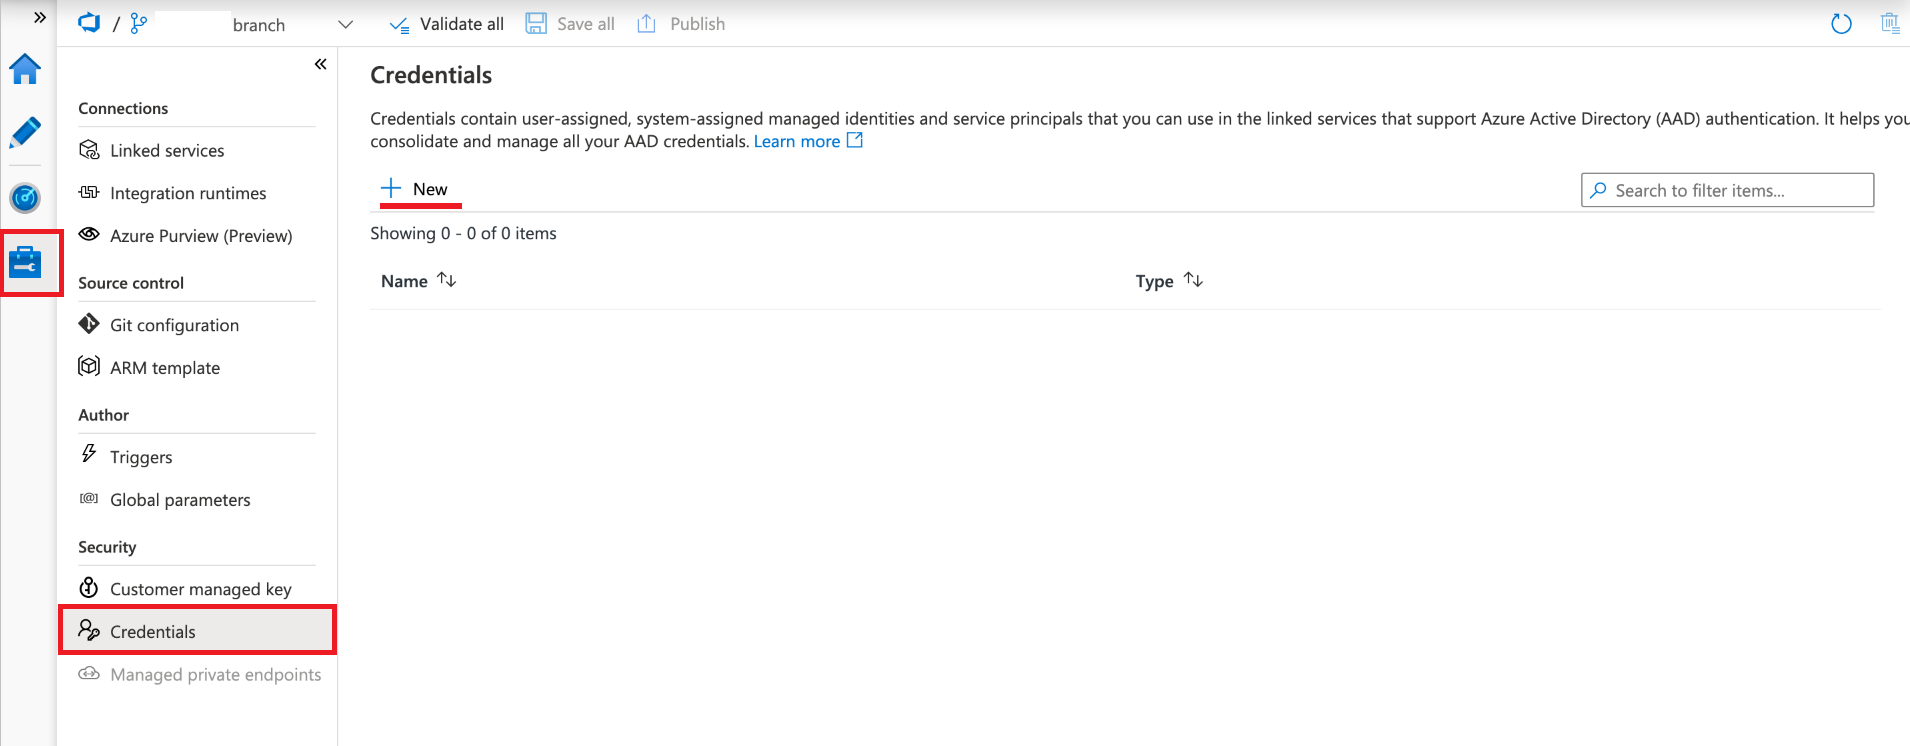 / branch Validate all Save all Publish
Connections
Linked services
Integration runtimes
Azure Purview (Preview)
Source control
Git configuration
ARM template
Author
Triggers
Global parameters
Security
Customer managed key
Credentials
Managed private endpoints
Credentials
Credentials contain user-assigned, system-assigned managed identities and service principals that you can use in the linked services that support Azure Active Directory (AAD) authentication. It helps you
consolidate and manage all your AAD credentials. Learn more
New
Search to filter items...
Showing 0 - 0 of 0 items
Name Type